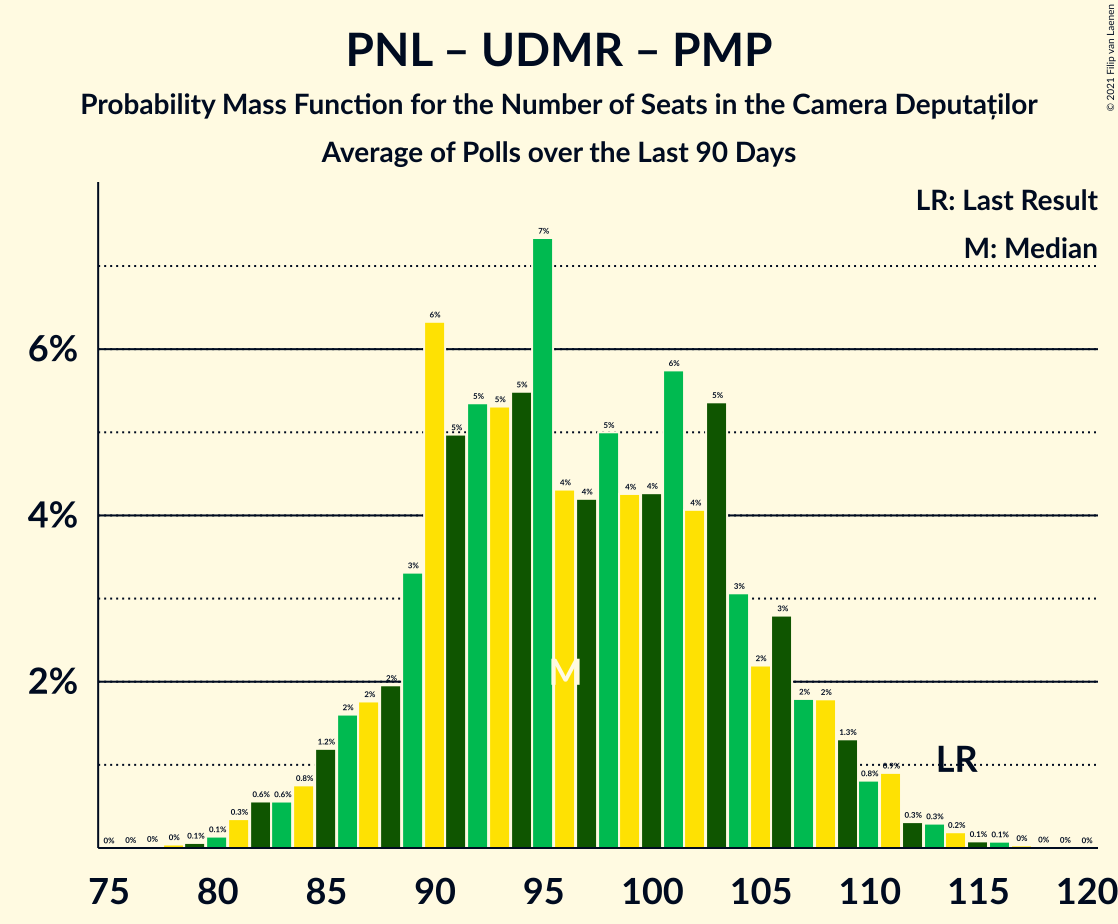 PNL – UDMR – PMP
Probability Mass Function for the Number of Seats in the Camera Deputaților
Average of Polls over the Last 90 Days
© 2021 Filip van Laenen
LR: Last Result
M: Median
6%
4%
2%
0% 0% 0% 0% 0.1% 0.1% 0.3% 0.6% 0.6% 0.8% 1.2% 2% 2% 2% 3% 6% 5% 5% 5% 5% 7% 4% 4% 5% 4% 4% 6% 4% 5% 3% 2% 3% 2% 2% 1.3% 0.8% 0.9% 0.3% 0.3% 0.2% 0.1% 0.1% 0% 0% 0% 0%
M
LR
75 80 85 90 95 100 105 110 115 120